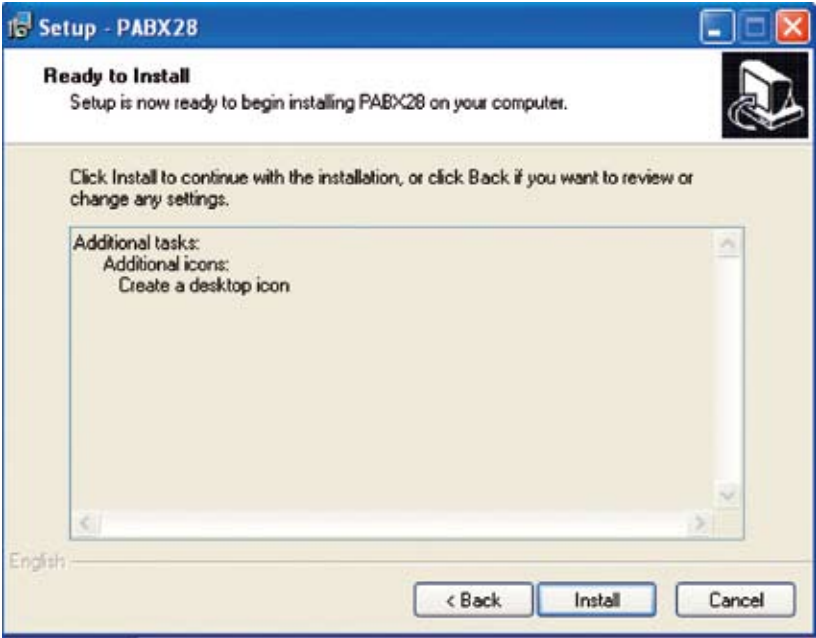 Setup - PABX28
Ready to Install
Setup is now ready to begin installing PABX28 on your computer.
Click Install to continue with the installation, or click Back if you want to review or
change any settings.
Additional tasks:
Additional icons:
Create a desktop icon
English
< Back
Install
Cancel